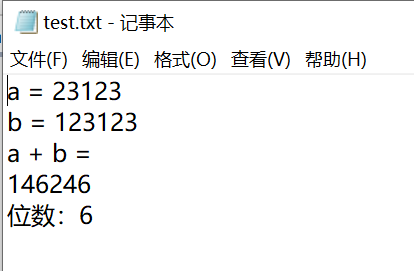 test.txt - 记事本
文件(F) 编辑(E) 格式(O) 查看(V) 帮助(H)
a = 23123
b = 123123
a + b =
146246
位数：6